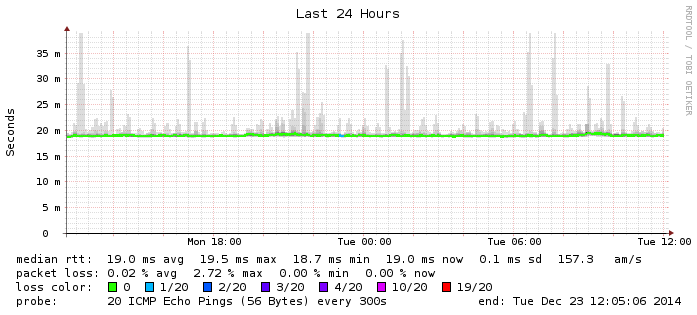 Last 24 Hours
RRDTOOL / TOBI OETIKER
Seconds
35 m
30 m
25 m
20 m
15 m
10 m
5 m
0
Mon 18:00 Tue 00:00 Tue 06:00 Tue 12:00
median rtt: 19.0 ms avg 19.5 ms max 18.7 ms min 19.0 ms now 0.1 ms sd 157.3 am/s
packet loss: 0.02 % avg 2.72 % max 0.00 % min 0.00 % now
loss color: 0 1/20 2/20 3/20 4/20 10/20 19/20
probe: 20 ICMP Echo Pings (56 Bytes) every 300s end: Tue Dec 23 12:05:06 2014